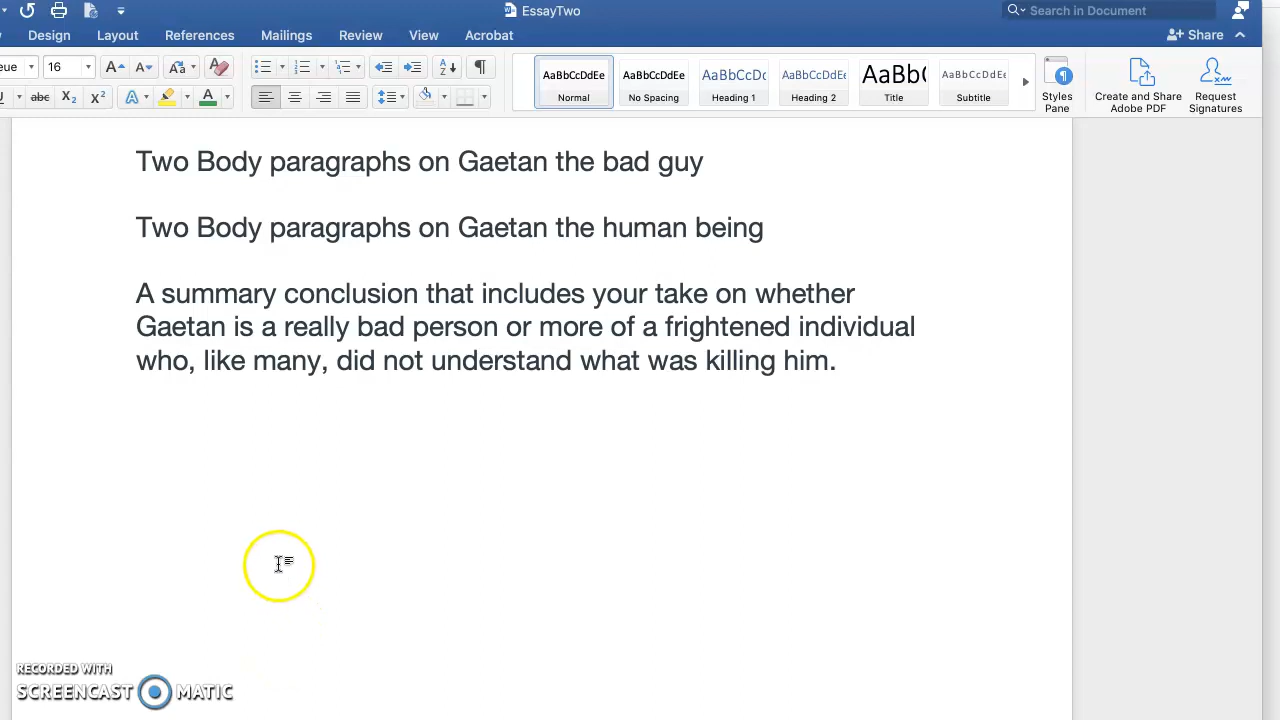 EssayTwo
Search in Document
Design Layout References Mailings Review View Acrobat
Share
16
AaBbCcDdEe AaBbCcDdEe AaBbCcDc AaBbCcDdEe AaBb( AaBbCcDdEe
Normal No Spacing Heading 1 Heading 2 Title Subtitle
Styles Pane
Create and Share Adobe PDF
Request Signatures
Two Body paragraphs on Gaetan the bad guy
Two Body paragraphs on Gaetan the human being
A summary conclusion that includes your take on whether
Gaetan is a really bad person or more of a frightened individual
who, like many, did not understand what was killing him.
RECORDED WITH
SCREENCAST MATIC